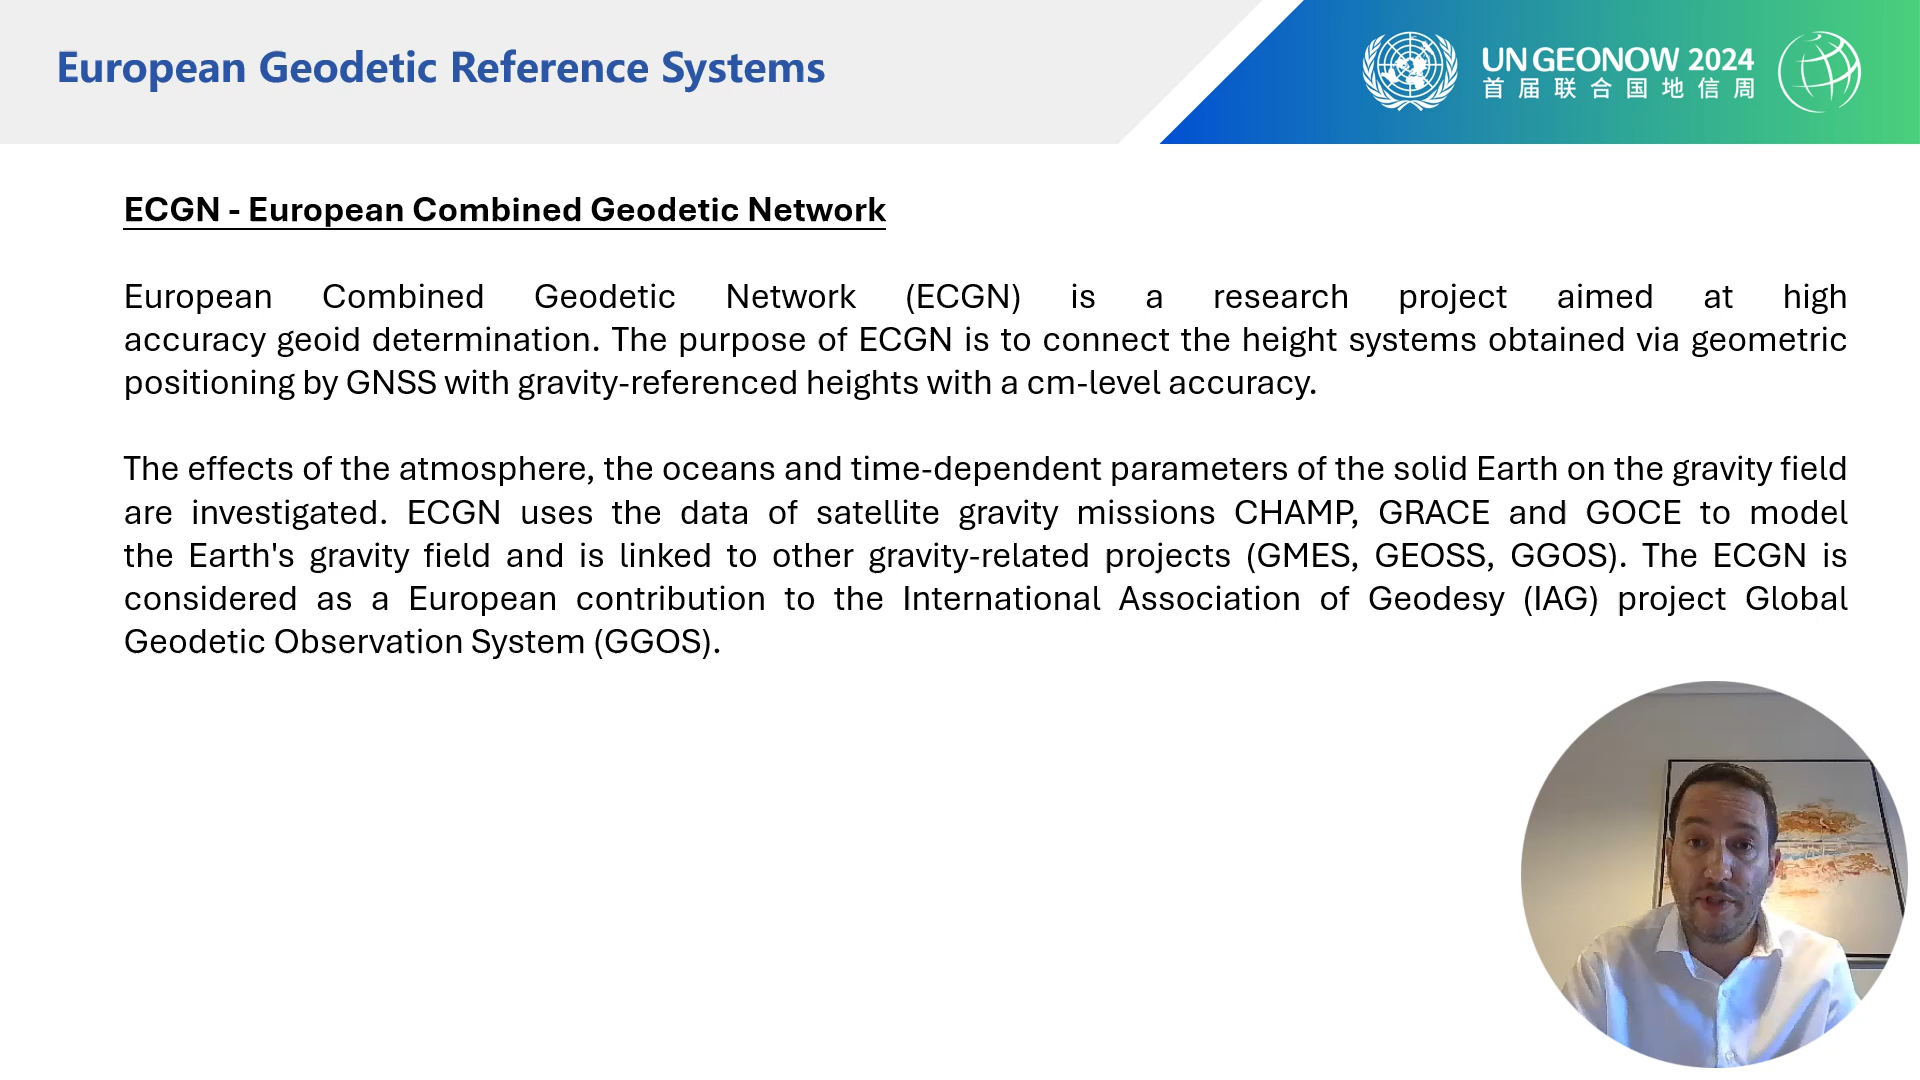 European Geodetic Reference Systems
UN GEONOW 2024
首届联合国地信周
ECGN - European Combined Geodetic Network
European Combined Geodetic Network (ECGN) is a research project aimed at high
accuracy geoid determination. The purpose of ECGN is to connect the height systems obtained via geometric
positioning by GNSS with gravity-referenced heights with a cm-level accuracy.
The effects of the atmosphere, the oceans and time-dependent parameters of the solid Earth on the gravity field
are investigated. ECGN uses the data of satellite gravity missions CHAMP, GRACE and GOCE to model
the Earth's gravity field and is linked to other gravity-related projects (GMES, GEOSS, GGOS). The ECGN is
considered as a European contribution to the International Association of Geodesy (IAG) project Global
Geodetic Observation System (GGOS).